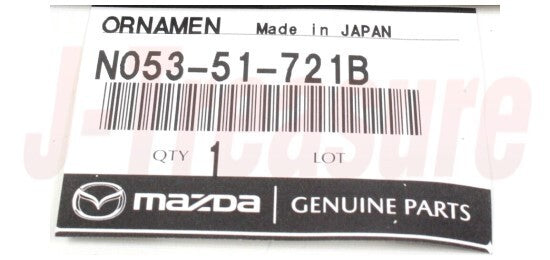 ORNAMEN Made in JAPAN
N053-51-721B
J-Treasure
QTY 1 LOT
mazda GENUINE PARTS